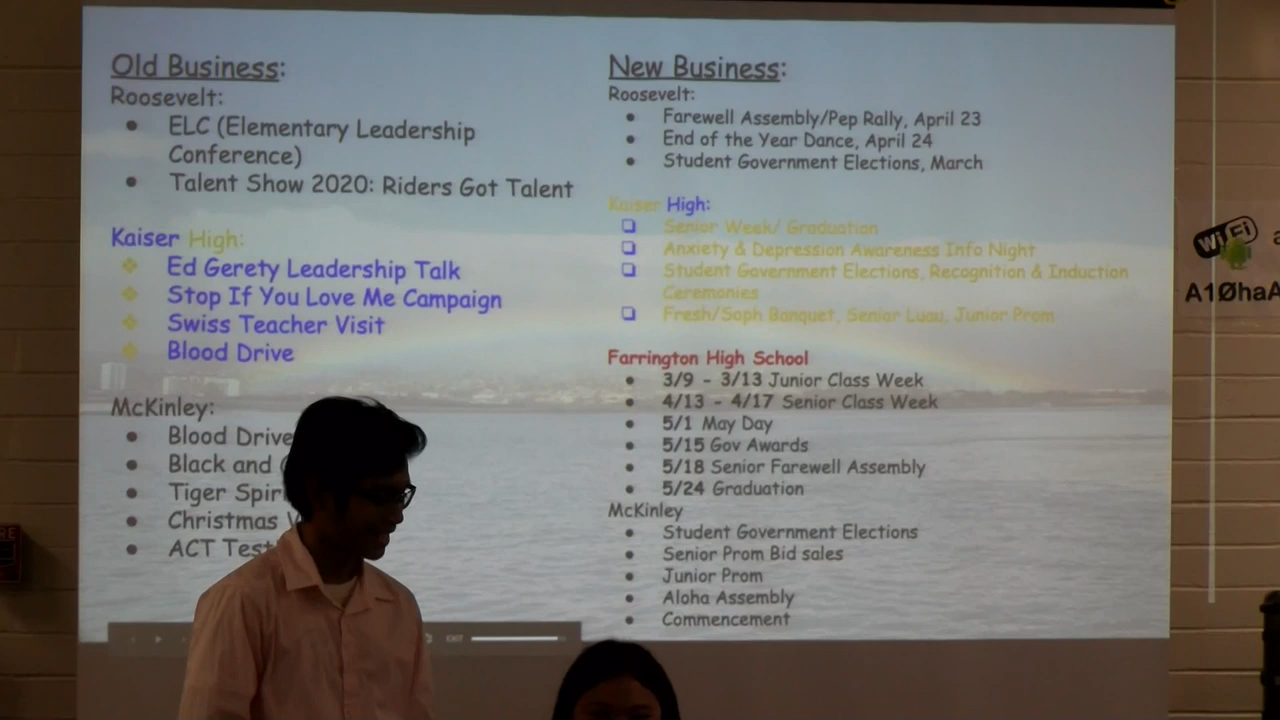 Old Business:
Roosevelt:
ELC (Elementary Leadership
Conference)
Talent Show 2020: Riders Got Talent
Kaiser High:
Ed Gerety Leadership Talk
Stop If You Love Me Campaign
Swiss Teacher Visit
Blood Drive
McKinley:
Blood Drive
Black and
Tiger
Christmas
ACT
New Business:
Roosevelt:
Farewell Assembly/Pep Rally, April 23
End of the Year Dance, April 24
Student Government Elections, March
Kaiser High:
Senior Week/ Graduation
Anxiety & Depression Awareness Info Night
Student Government Elections, Recognition & Induction
Ceremonies
Fresh/Soph Banquet, Senior Luau, Junior Prom
Farrington High School
3/9 - 3/13 Junior Class Week
4/13 - 4/17 Senior Class Week
5/1 May Day
5/15 Gov Awards
5/18 Senior Farewell Assembly
5/24 Graduation
McKinley
Student Government Elections
Senior Prom Bid sales
Junior Prom
Aloha Assembly
Commencement
EXIT
WiFi